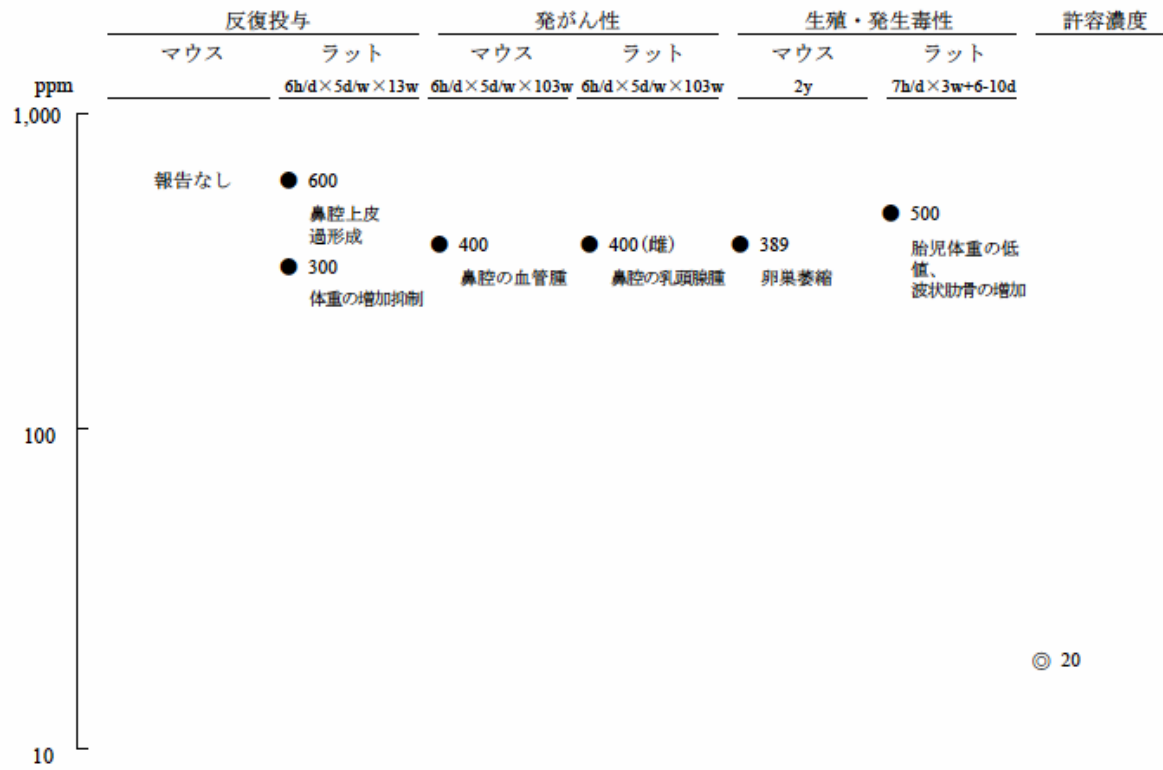 反復投与 発がん性 生殖・発生毒性 許容濃度
マウス ラット マウス ラット マウス ラット
ppm 6h/d×5d/w×13w 6h/d×5d/w×103w 6h/d×5d/w×103w 2y 7h/d×3w+6-10d
1,000
報告なし
● 600
鼻腔上皮
過形成
● 300
体重の増加抑制
● 400
鼻腔の血管腫
● 400(雌)
鼻腔の乳頭腺腫
● 389
卵巣萎縮
● 500
胎児体重の低
値、
波状肋骨の増加
100
◎ 20
10